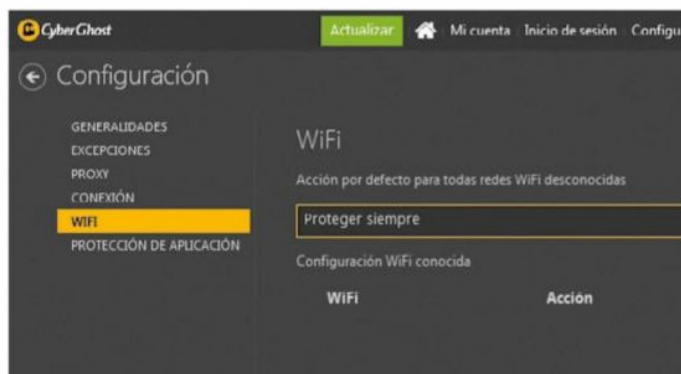 CyberGhost
Actualizar Mi cuenta Inicio de sesión Configu
Configuración
GENERALIDADES
EXCEPCIONES
PROXY
CONEXIÓN
WIFI
PROTECCIÓN DE APLICACIÓN
WiFi
Acción por defecto para todas redes WiFi desconocidas
Proteger siempre
Configuración WiFi conocida
WiFi Acción